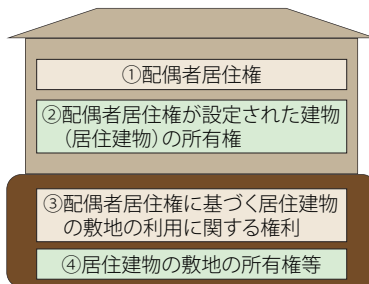 ①配偶者居住権
②配偶者居住権が設定された建物
(居住建物)の所有権
③配偶者居住権に基づく居住建物
の敷地の利用に関する権利
④居住建物の敷地の所有権等